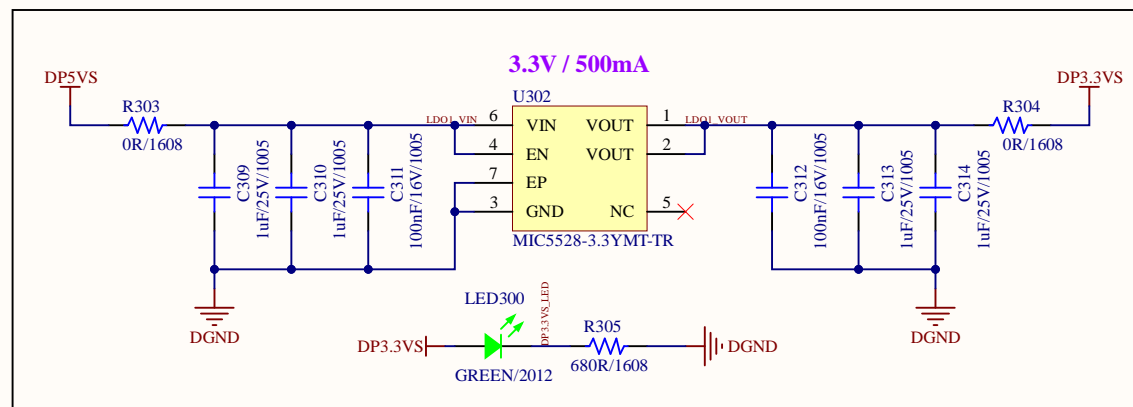 3.3V / 500mA
DP5VS
DP3.3VS
R303
0R/1608
U302
R304
0R/1608
LDO1_VIN
LDO1_VOUT
6 VIN VOUT 1
4 EN VOUT 2
7 EP
3 GND NC 5
MIC5528-3.3YMT-TR
C309
1uF/25V/1005
C310
1uF/25V/1005
C311
100nF/16V/1005
C312
100nF/16V/1005
C313
1uF/25V/1005
C314
1uF/25V/1005
DGND
DGND
LED300
DP3.3VS_LED
R305
DP3.3VS
DGND
GREEN/2012
680R/1608